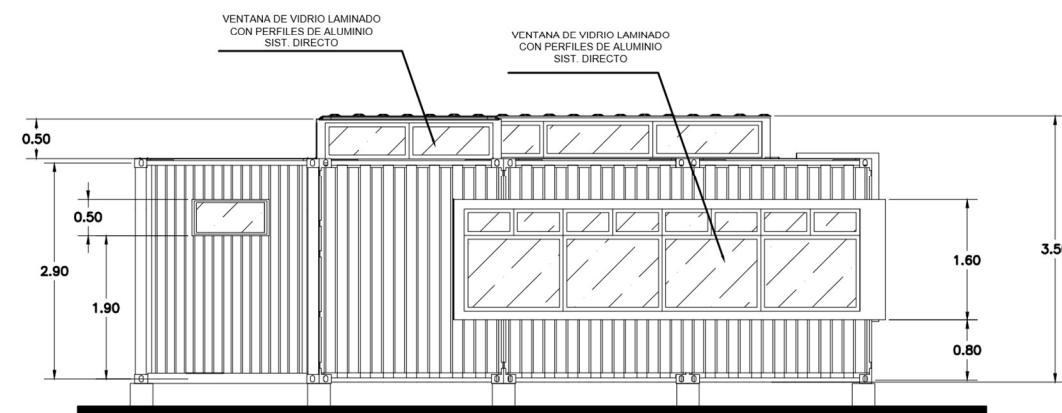 VENTANA DE VIDRIO LAMINADO
CON PERFILES DE ALUMINIO
SIST. DIRECTO
VENTANA DE VIDRIO LAMINADO
CON PERFILES DE ALUMINIO
SIST. DIRECTO
0.50
0.50
2.90
1.90
1.60
3.5
0.80